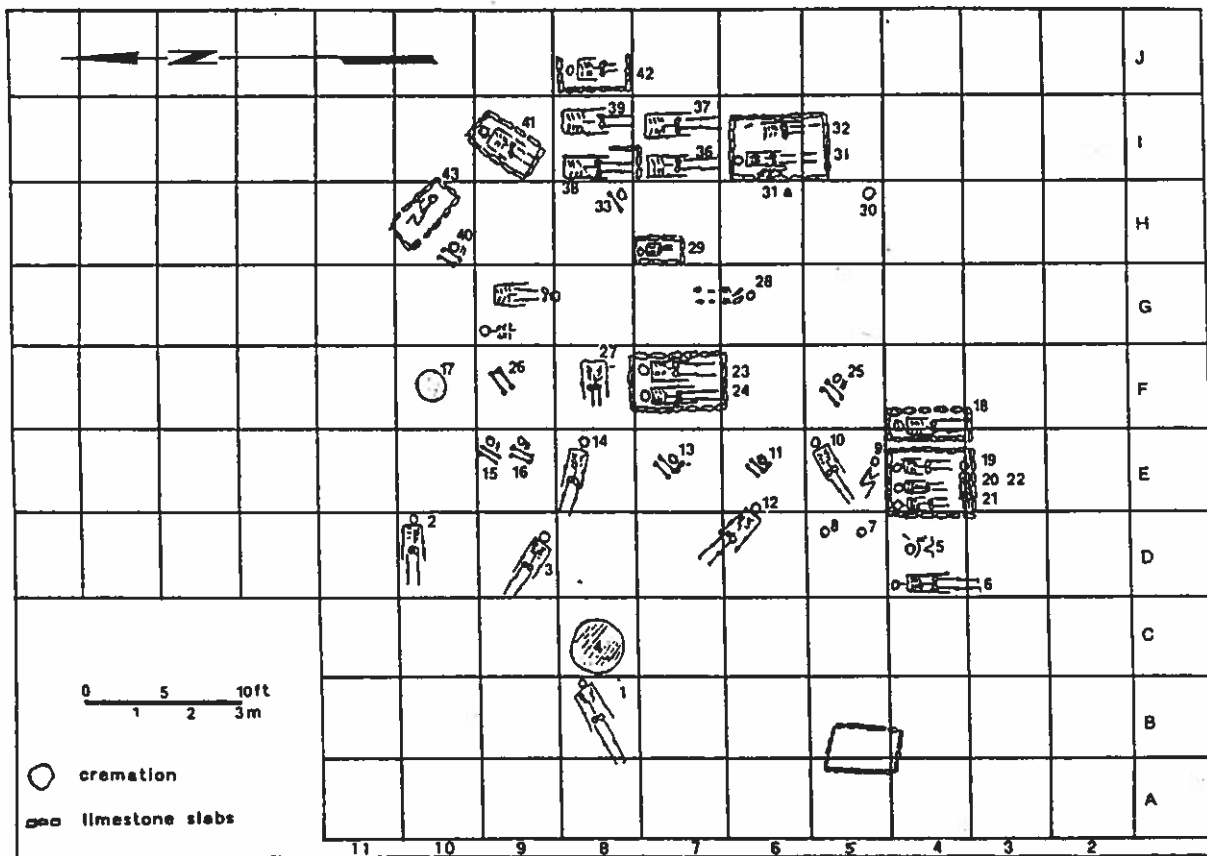 N J
42
39 37
41 32
I
36 31
43
38 31 a
33 30
40 H
29
28
G
27
17 26 23
24 25 F
18
14 10 9
15 16 13 11 19
E
20 22
21
2 12
8 7
5 D
3 6
C
0 5 10ft
1 2 3m
1
B
cremation
A
limestone slabs
11 10 9 8 7 6 5 4 3 2